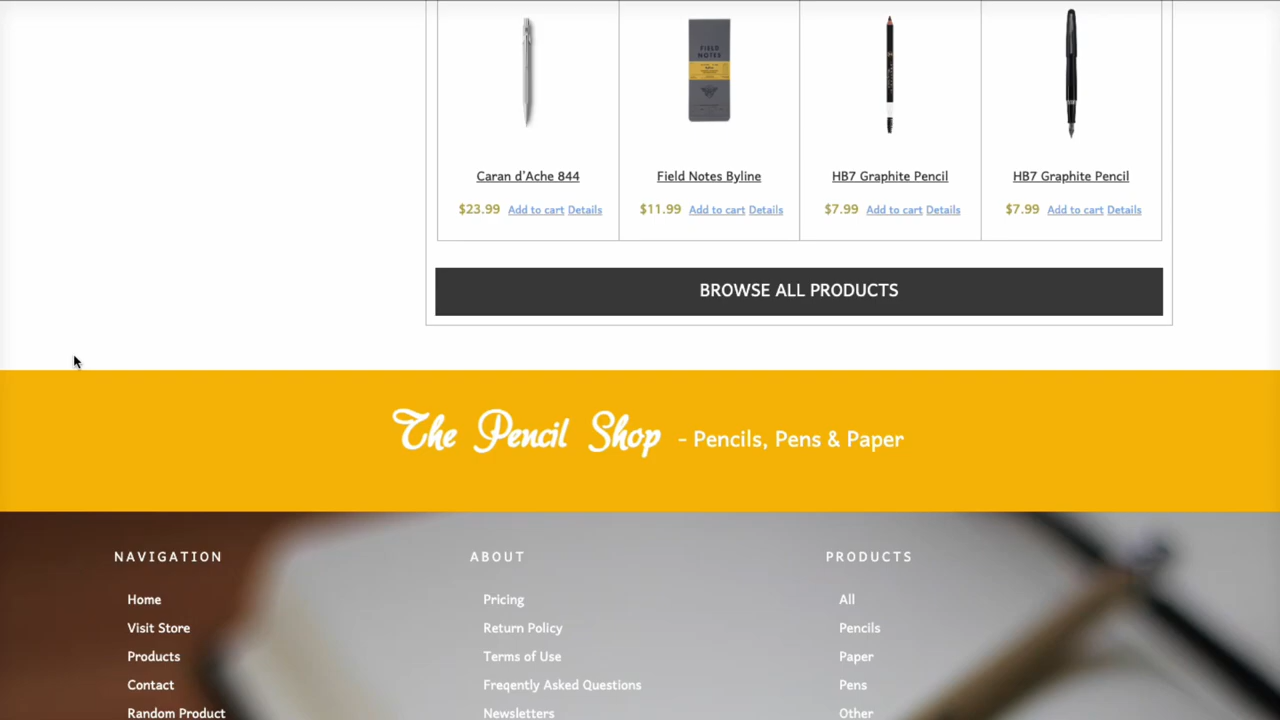 FIELD
NOTES
Caran d'Ache 844
Field Notes Byline
HB7 Graphite Pencil
HB7 Graphite Pencil
$23.99 Add to cart Details
$11.99 Add to cart Details
$7.99 Add to cart Details
$7.99 Add to cart Details
BROWSE ALL PRODUCTS
The Pencil Shop - Pencils, Pens & Paper
NAVIGATION
Home
Visit Store
Products
Contact
Random Product
ABOUT
Pricing
Return Policy
Terms of Use
Freqently Asked Questions
Newsletters
PRODUCTS
All
Pencils
Paper
Pens
Other